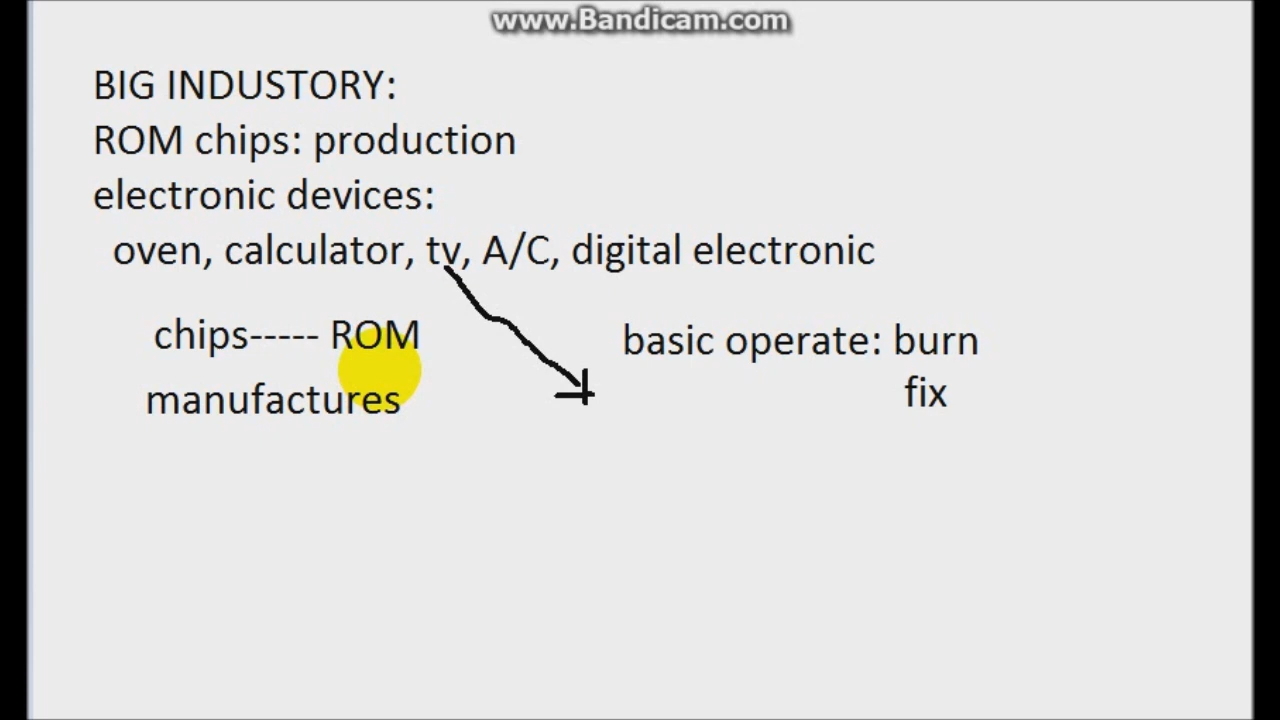 www.Bandicam.com
BIG INDUSTORY:
ROM chips: production
electronic devices:
oven, calculator, tv, A/C, digital electronic
chips----- ROM
manufactures
basic operate: burn
fix